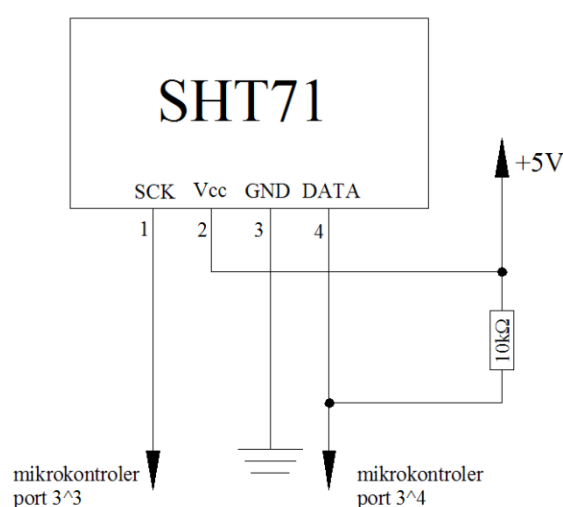 SHT71
+5V
SCK Vcc GND DATA
1 2 3 4
10kΩ
mikrokontroler
port 3^3
mikrokontroler
port 3^4